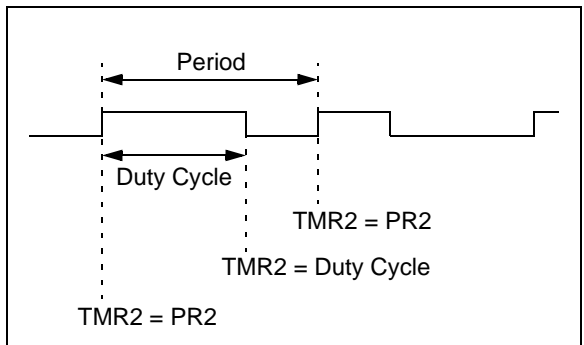 Period
Duty Cycle
TMR2 = PR2
TMR2 = Duty Cycle
TMR2 = PR2